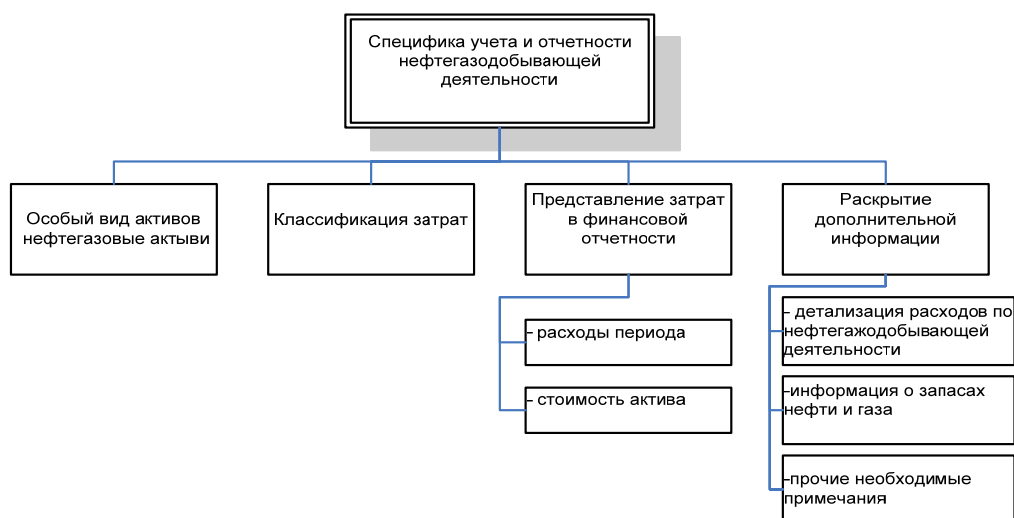 Специфика учета и отчетности
нефтегазодобывающей
деятельности
Особый вид активов
нефтегазовые актыви
Классификация затрат
Представление затрат
в финансовой
отчетности
- расходы периода
- стоимость актива
Раскрытие
дополнительной
информации
- детализация расходов по
нефтегажодобывающей
деятельности
-информация о запасах
нефти и газа
-прочие необходимые
примечания